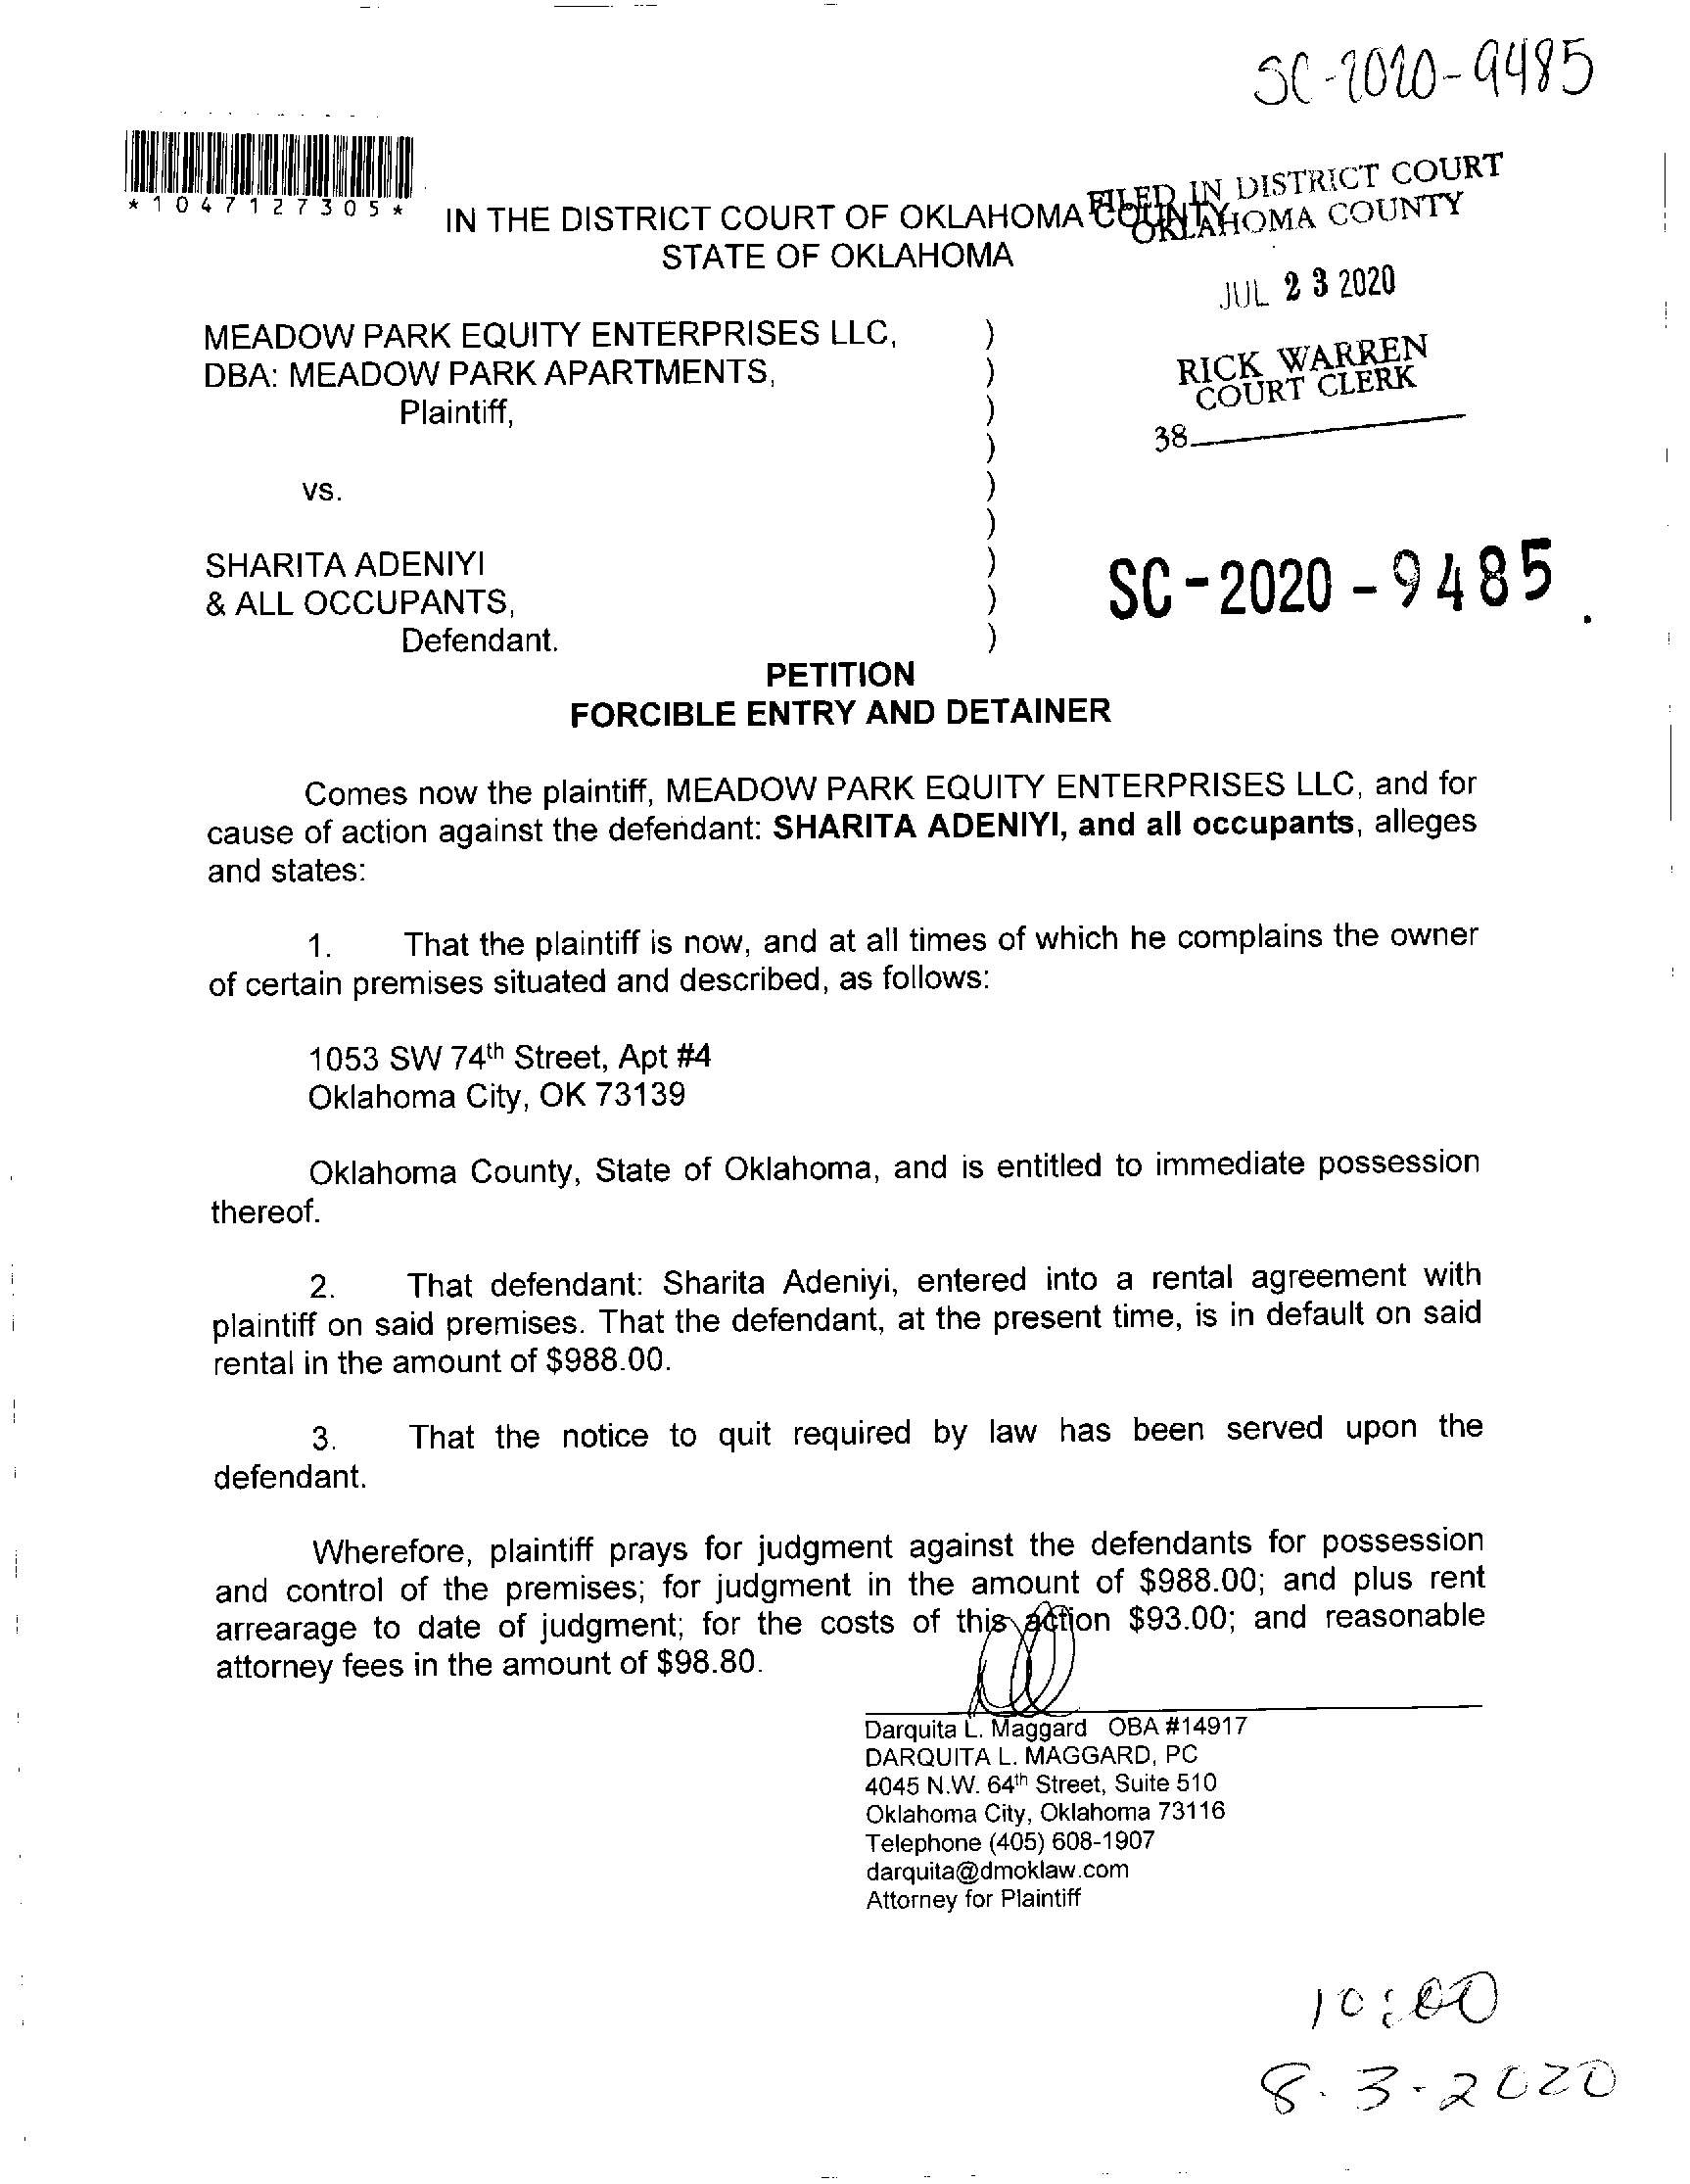 SC-2020-9485
*1047127305*
FILED IN DISTRICT COURT
OKLAHOMA COUNTY
IN THE DISTRICT COURT OF OKLAHOMA COUNTY
STATE OF OKLAHOMA
JUL 23 2020
RICK WARREN
COURT CLERK
38
MEADOW PARK EQUITY ENTERPRISES LLC, )
DBA: MEADOW PARK APARTMENTS, )
Plaintiff, )
)
vs. )
)
SHARITA ADENIYI )
& ALL OCCUPANTS, )
Defendant. )
SC-2020-9485
PETITION
FORCIBLE ENTRY AND DETAINER
Comes now the plaintiff, MEADOW PARK EQUITY ENTERPRISES LLC, and for
cause of action against the defendant: SHARITA ADENIYI, and all occupants, alleges
and states:
1. That the plaintiff is now, and at all times of which he complains the owner
of certain premises situated and described, as follows:
1053 SW 74th Street, Apt #4
Oklahoma City, OK 73139
Oklahoma County, State of Oklahoma, and is entitled to immediate possession
thereof.
2. That defendant: Sharita Adeniyi, entered into a rental agreement with
plaintiff on said premises. That the defendant, at the present time, is in default on said
rental in the amount of $988.00.
3. That the notice to quit required by law has been served upon the
defendant.
Wherefore, plaintiff prays for judgment against the defendants for possession
and control of the premises; for judgment in the amount of $988.00; and plus rent
arrearage to date of judgment; for the costs of this action $93.00; and reasonable
attorney fees in the amount of $98.80.
Darquita L. Maggard OBA #14917
DARQUITA L. MAGGARD, PC
4045 N.W. 64th Street, Suite 510
Oklahoma City, Oklahoma 73116
Telephone (405) 608-1907
darquita@dmoklaw.com
Attorney for Plaintiff
10:00
8-3-2020